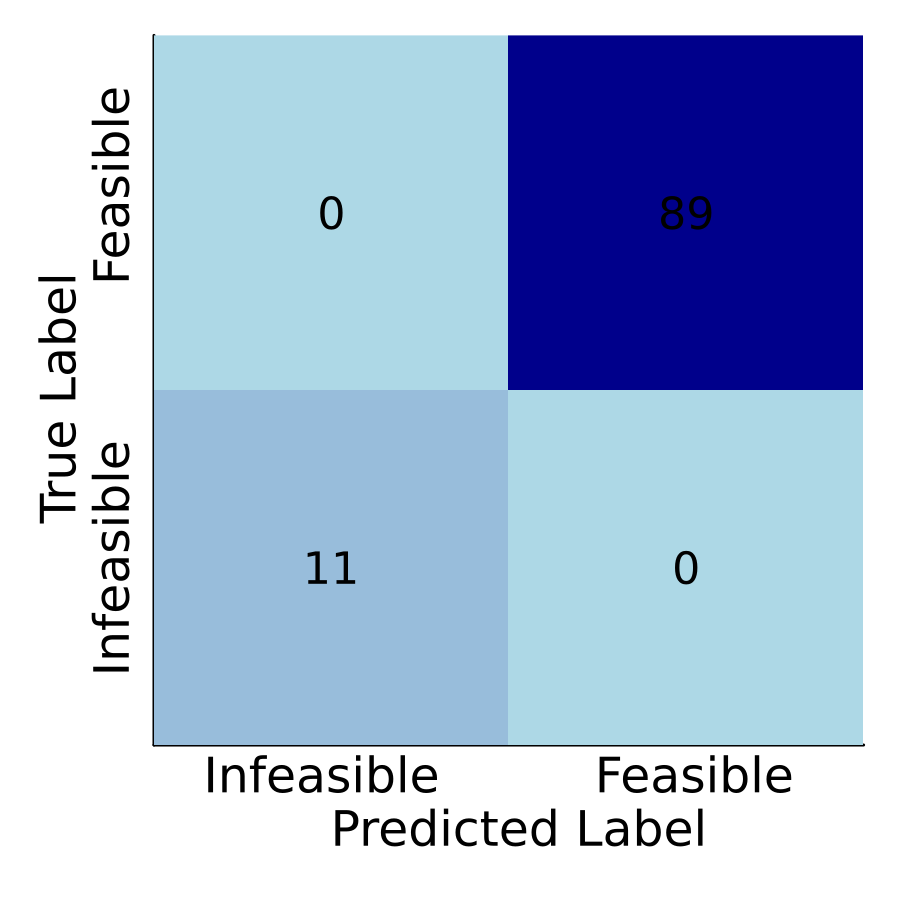 True Label
Feasible
0
89
Infeasible
11
0
Infeasible
Feasible
Predicted Label